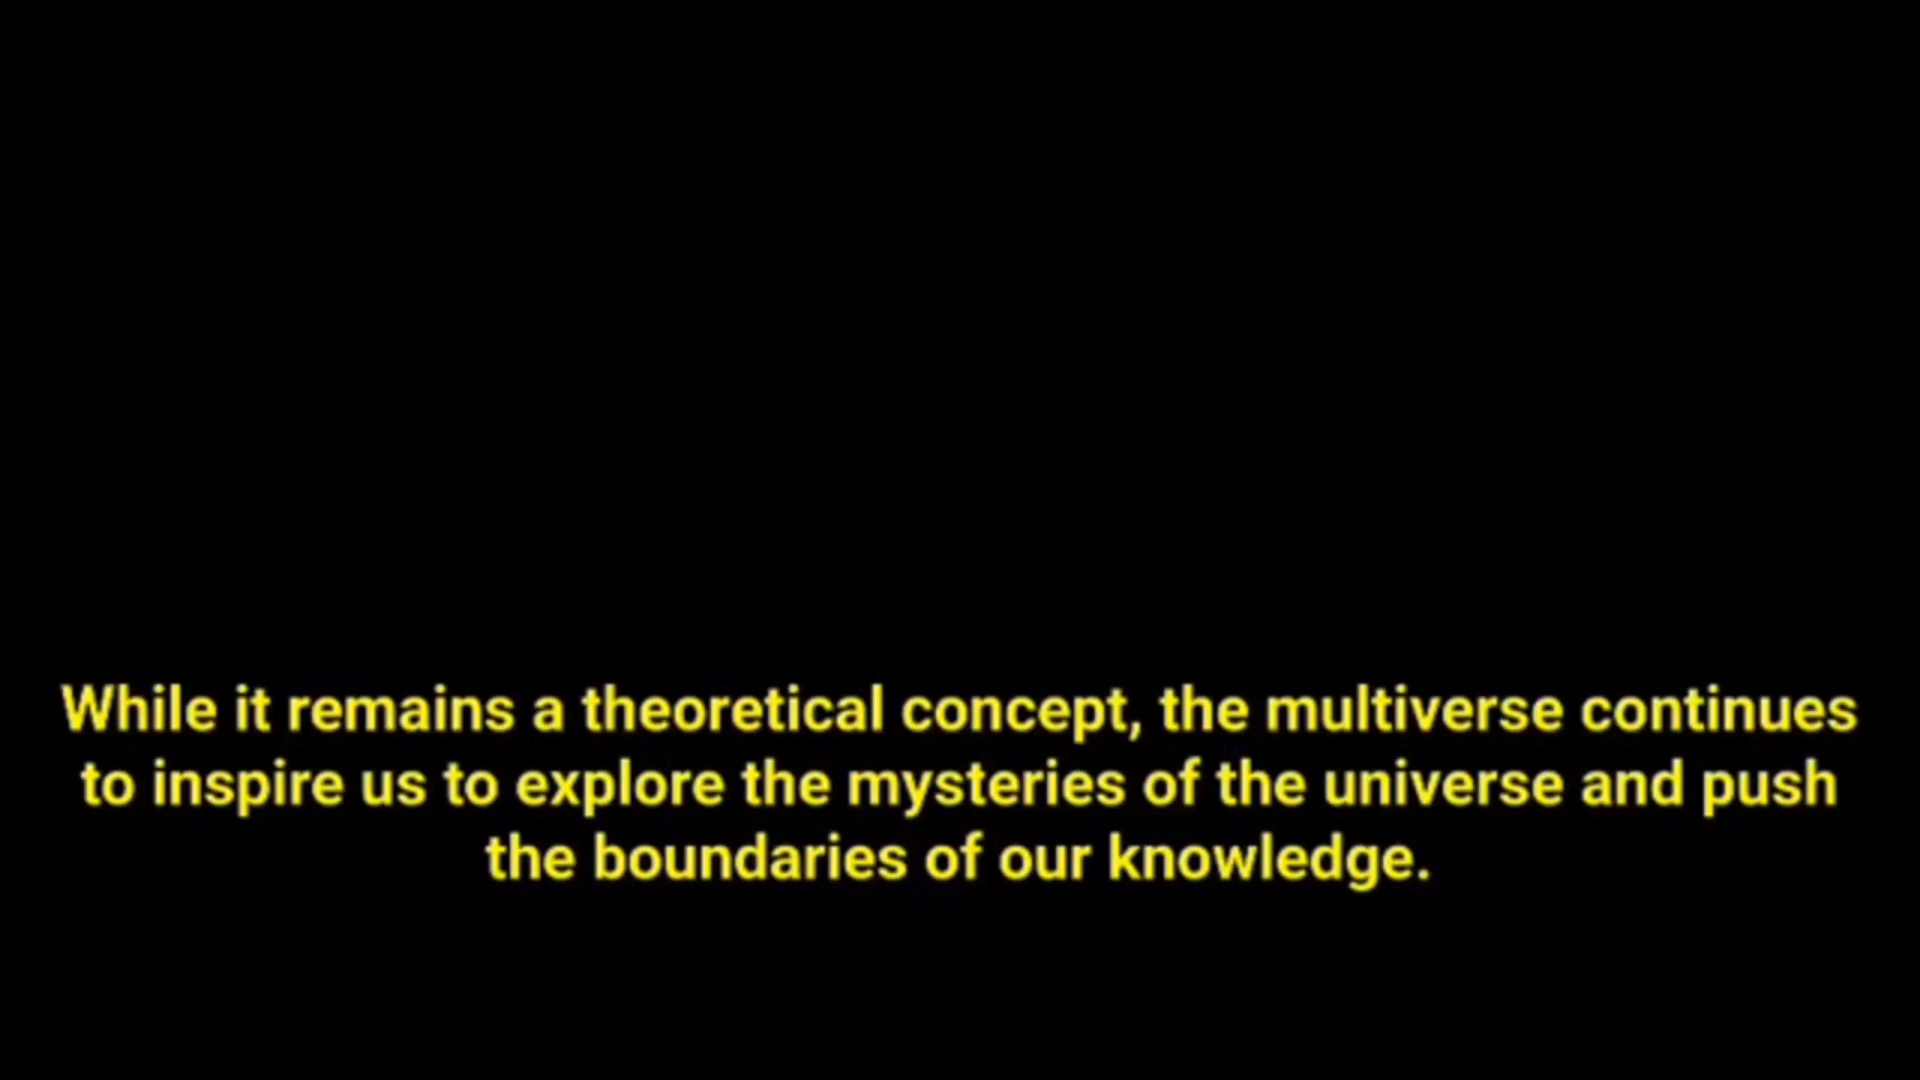 While it remains a theoretical concept, the multiverse continues
to inspire us to explore the mysteries of the universe and push
the boundaries of our knowledge.